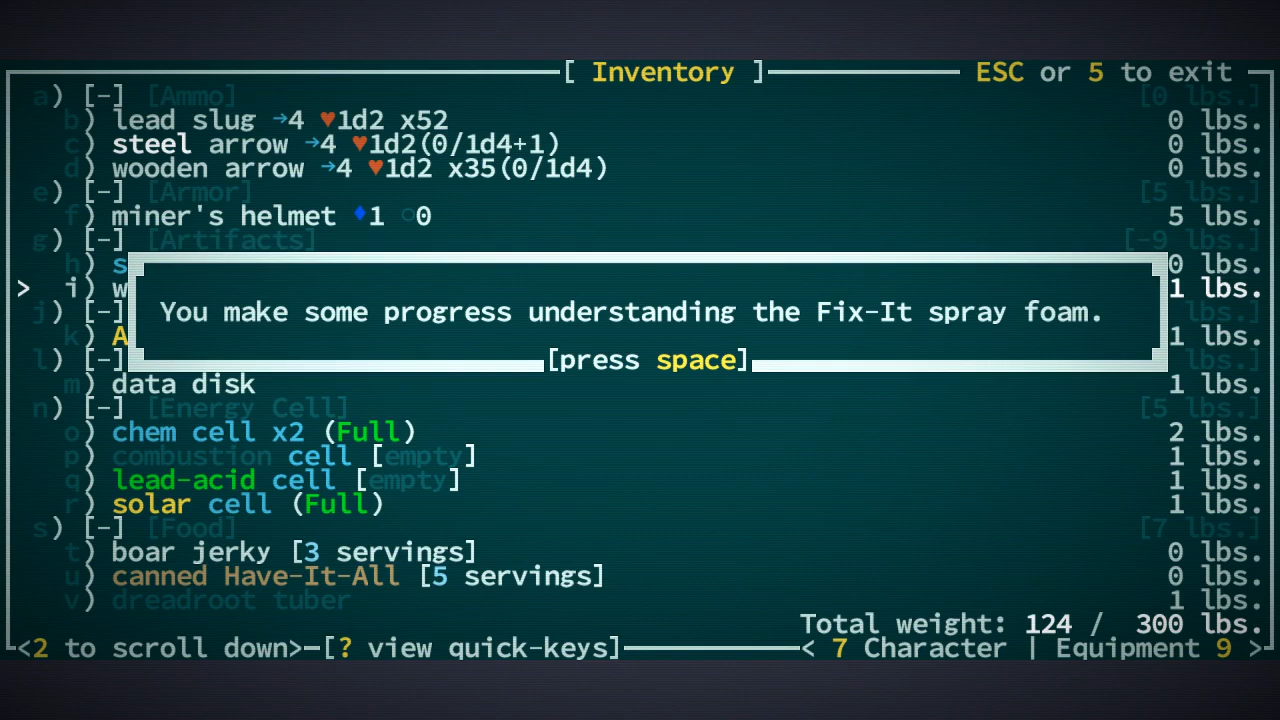 [ Inventory ] ESC or 5 to exit
a) [-] [Ammo] [0 lbs.]
b) lead slug →4 ♥1d2 x52 0 lbs.
c) steel arrow →4 ♥1d2(0/1d4+1) 0 lbs.
d) wooden arrow →4 ♥1d2 x35(0/1d4) 0 lbs.
e) [-] [Armor] [5 lbs.]
f) miner's helmet ♦1 ○0 5 lbs.
g) [-] [Artifacts] [-9 lbs.]
h) s 0 lbs.
> i) w 1 lbs.
You make some progress understanding the Fix-It spray foam.
j) [-] lbs.]
k) A 1 lbs.
l) [-] lbs.]
[press space]
m) data disk 1 lbs.
n) [-] [Energy Cell] [5 lbs.]
o) chem cell x2 (Full) 2 lbs.
p) combustion cell [empty] 1 lbs.
q) lead-acid cell [empty] 1 lbs.
r) solar cell (Full) 1 lbs.
s) [-] [Food] [7 lbs.]
t) boar jerky [3 servings] 0 lbs.
u) canned Have-It-All [5 servings] 0 lbs.
v) dreadroot tuber 1 lbs.
Total weight: 124 / 300 lbs.
<2 to scroll down> [? view quick-keys] < 7 Character | Equipment 9 >